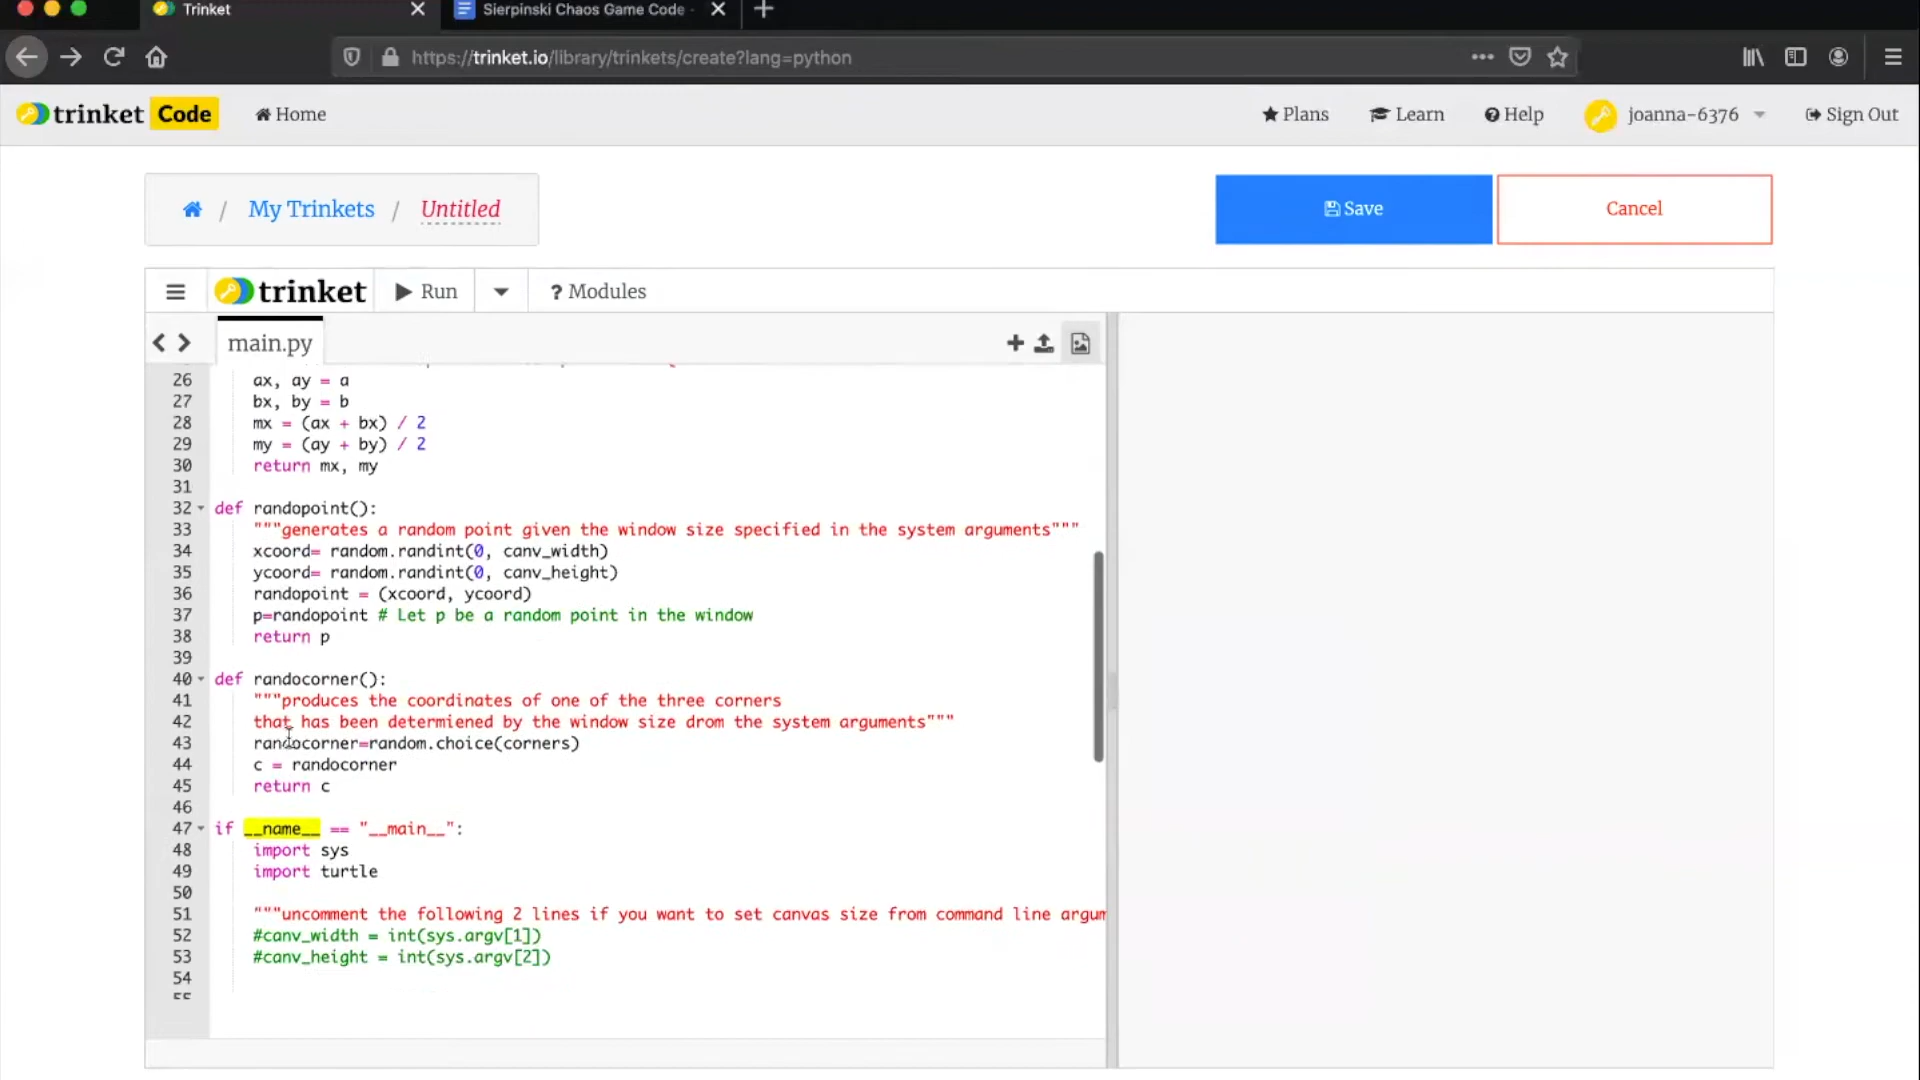 Trinket
Sierpinski Chaos Game Code -
https://trinket.io/library/trinkets/create?lang=python
trinket Code
Home
Plans
Learn
Help
joanna-6376
Sign Out
/ My Trinkets / Untitled
Save
Cancel
trinket
Run
? Modules
main.py
26 ax, ay = a
27 bx, by = b
28 mx = (ax + bx) / 2
29 my = (ay + by) / 2
30 return mx, my
31
32 def randopoint():
33 """generates a random point given the window size specified in the system arguments"""
34 xcoord= random.randint(0, canv_width)
35 ycoord= random.randint(0, canv_height)
36 randopoint = (xcoord, ycoord)
37 p=randopoint # Let p be a random point in the window
38 return p
39
40 def randocorner():
41 """produces the coordinates of one of the three corners
42 that has been determiened by the window size drom the system arguments"""
43 randocorner=random.choice(corners)
44 c = randocorner
45 return c
46
47 if __name__ == "__main__":
48 import sys
49 import turtle
50
51 """uncomment the following 2 lines if you want to set canvas size from command line argum
52 #canv_width = int(sys.argv[1])
53 #canv_height = int(sys.argv[2])
54
55